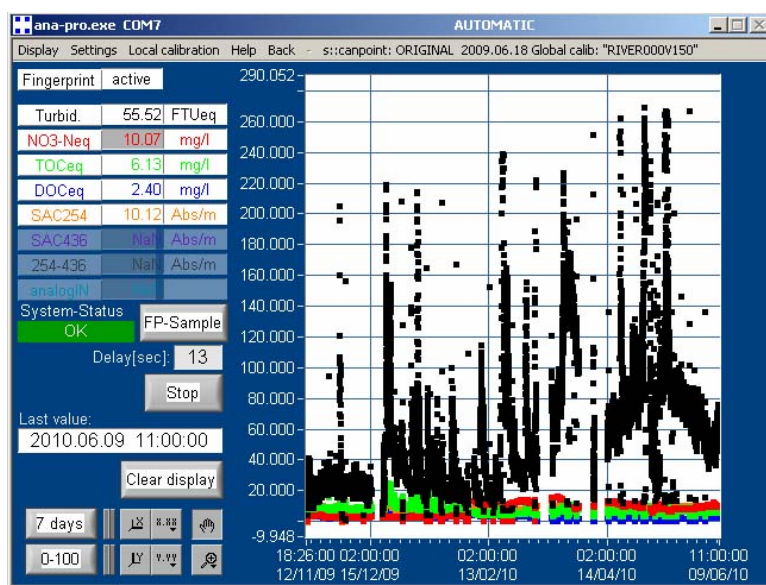 ana-pro.exe COM7 AUTOMATIC
Display Settings Local calibration Help Back - s::canpoint: ORIGINAL 2009.06.18 Global calib: "RIVER000V150"
Fingerprint active
Turbid. 55.52 FTUeq
NO3-Neq 10.07 mg/l
TOCeq 6.13 mg/l
DOCeq 2.40 mg/l
SAC254 10.12 Abs/m
SAC436 NaN Abs/m
254-436 NaN Abs/m
analogIN
System-Status
OK
FP-Sample
Delay[sec]: 13
Stop
Last value:
2010.06.09 11:00:00
Clear display
7 days X X.XX
0-100 Y Y.YY
290.052
260.000
240.000
220.000
200.000
180.000
160.000
140.000
120.000
100.000
80.000
60.000
40.000
20.000
-9.948
18:26:00 02:00:00 02:00:00 02:00:00 11:00:00
12/11/09 15/12/09 13/02/10 14/04/10 09/06/10